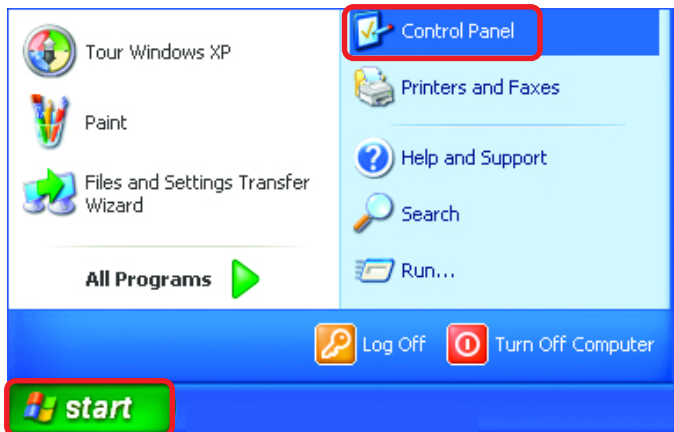 Tour Windows XP
Paint
Files and Settings Transfer
Wizard
All Programs
Control Panel
Printers and Faxes
Help and Support
Search
Run...
Log Off
Turn Off Computer
start